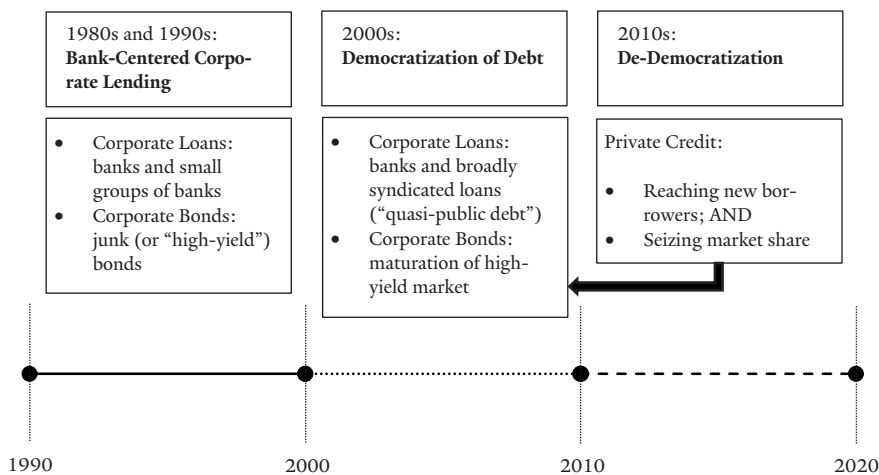 1980s and 1990s:
Bank-Centered Corpo-
rate Lending
2000s:
Democratization of Debt
2010s:
De-Democratization
• Corporate Loans:
banks and small
groups of banks
• Corporate Bonds:
junk (or “high-yield”)
bonds
• Corporate Loans:
banks and broadly
syndicated loans
(“quasi-public debt”)
• Corporate Bonds:
maturation of high-
yield market
Private Credit:
• Reaching new bor-
rowers; AND
• Seizing market share
1990
2000
2010
2020